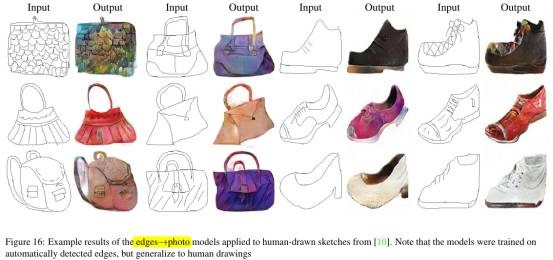 Input Output Input Output Input Output Input Output
Figure 16: Example results of the edges→photo models applied to human-drawn sketches from [10]. Note that the models were trained on
automatically detected edges, but generalize to human drawings